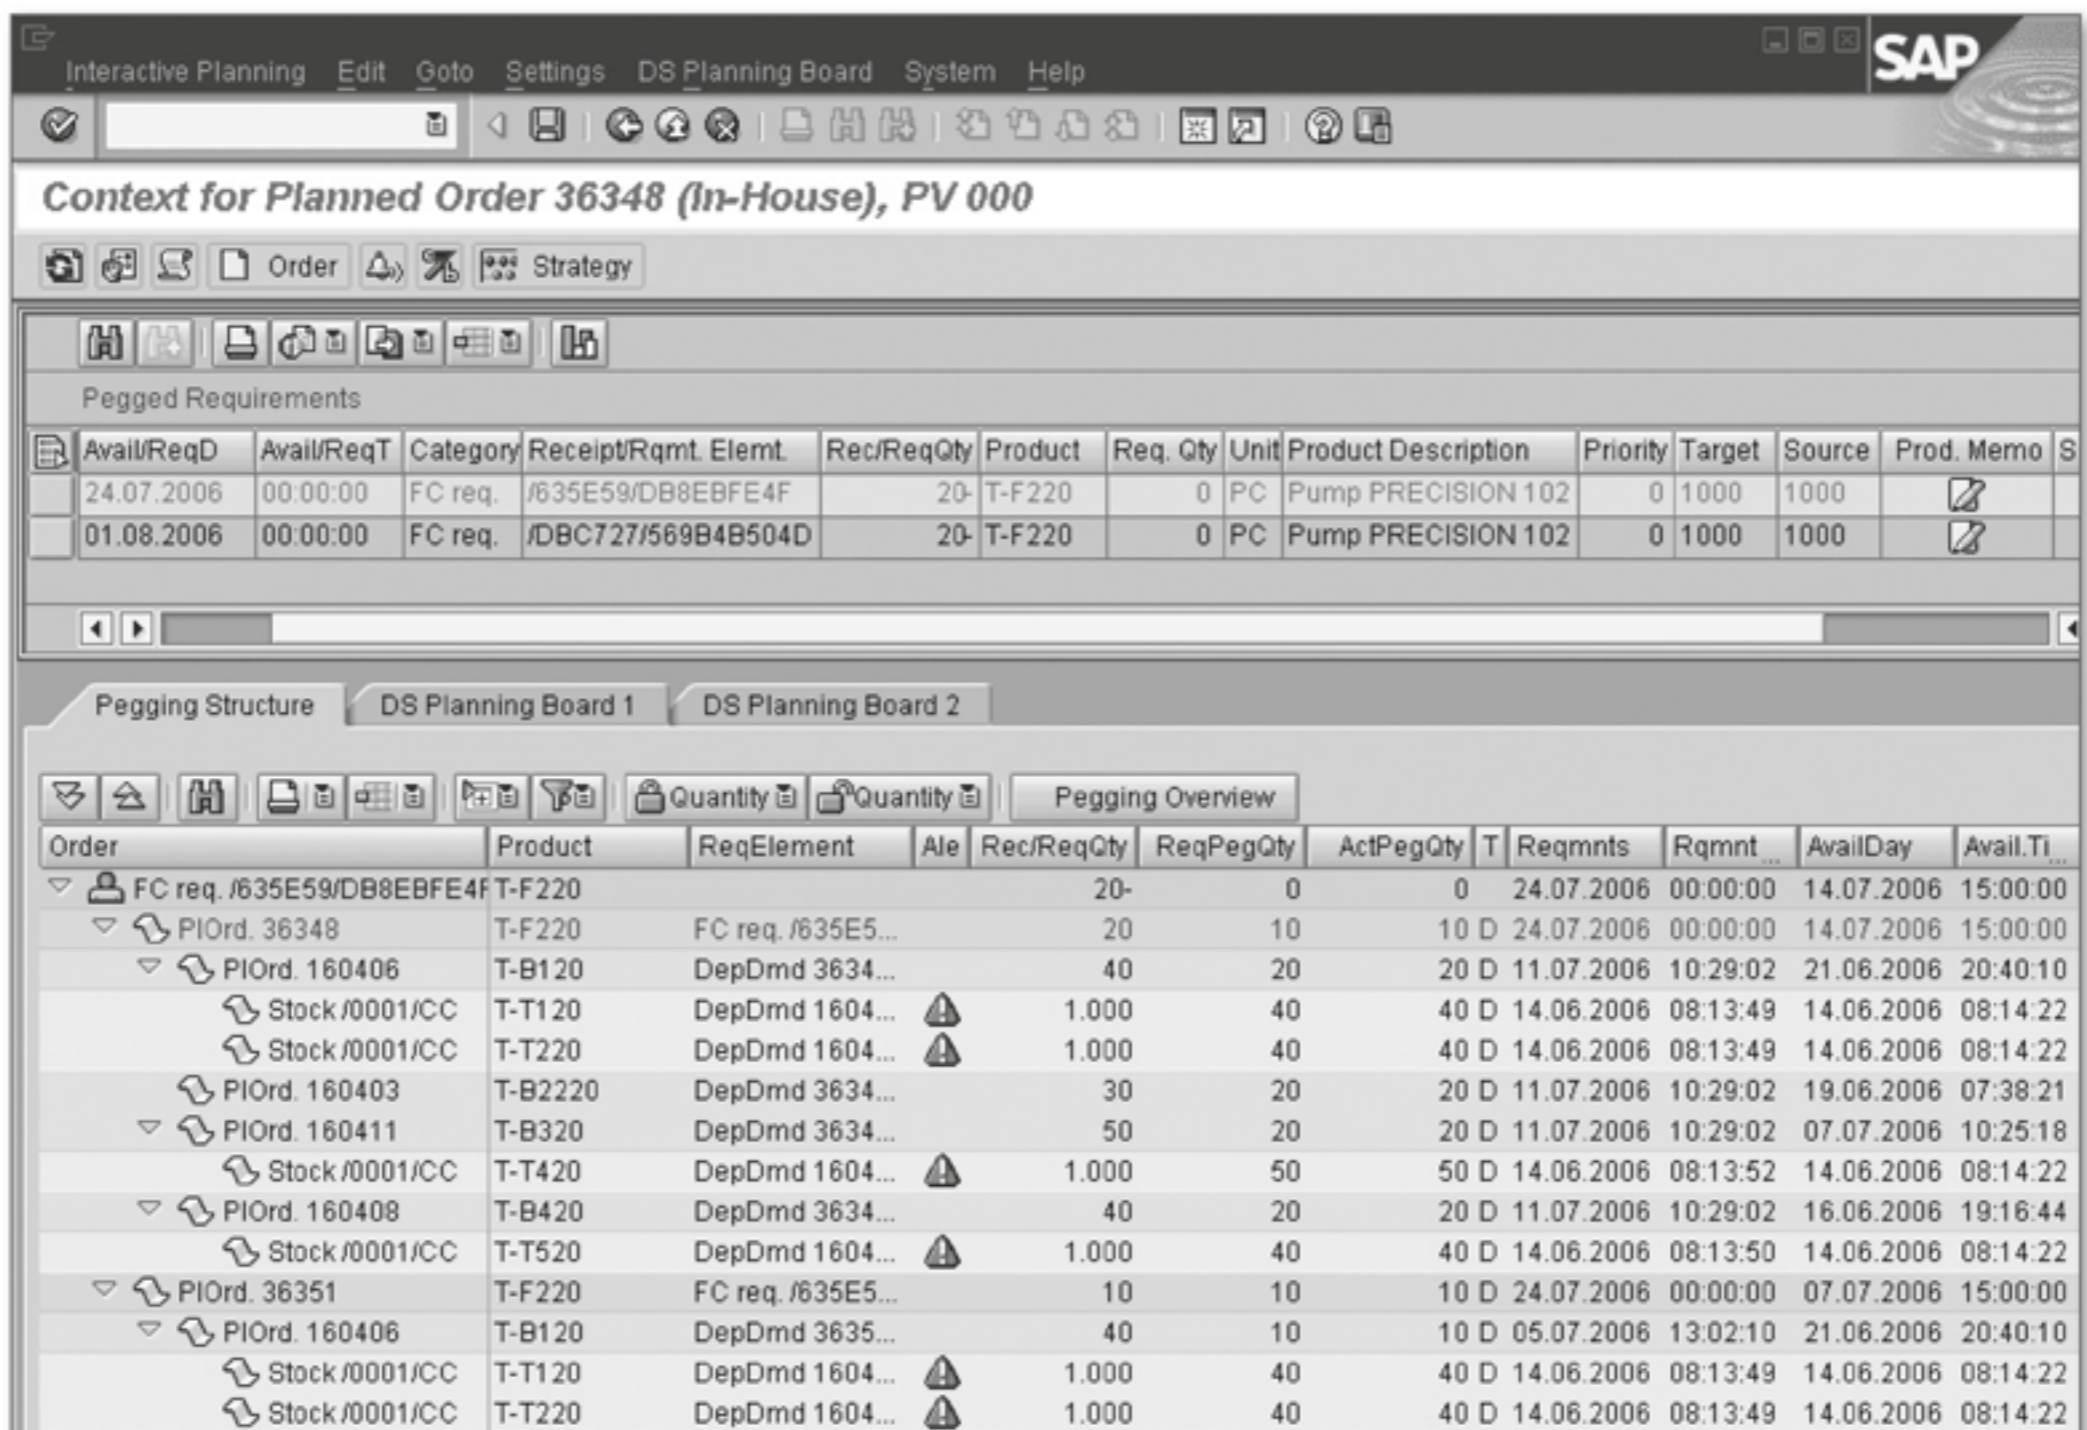 Interactive Planning Edit Goto Settings DS Planning Board System Help
SAP
Context for Planned Order 36348 (In-House), PV 000
Order Strategy
Pegged Requirements
Avail/ReqD Avail/ReqT Category Receipt/Rqmt. Elemt. Rec/ReqQty Product Req. Qty Unit Product Description Priority Target Source Prod. Memo S
24.07.2006 00:00:00 FC req. /635E59/DB8EBFE4F 20- T-F220 0 PC Pump PRECISION 102 0 1000 1000
01.08.2006 00:00:00 FC req. /DBC727/569B4B504D 20- T-F220 0 PC Pump PRECISION 102 0 1000 1000
Pegging Structure DS Planning Board 1 DS Planning Board 2
Quantity Quantity Pegging Overview
Order Product ReqElement Ale Rec/ReqQty ReqPegQty ActPegQty T Reqmnts Rqmnt... AvailDay Avail.Ti...
FC req. /635E59/DB8EBFE4F T-F220 20- 0 0 24.07.2006 00:00:00 14.07.2006 15:00:00
PlOrd. 36348 T-F220 FC req. /635E5... 20 10 10 D 24.07.2006 00:00:00 14.07.2006 15:00:00
PlOrd. 160406 T-B120 DepDmd 3634... 40 20 20 D 11.07.2006 10:29:02 21.06.2006 20:40:10
Stock /0001/CC T-T120 DepDmd 1604... 1.000 40 40 D 14.06.2006 08:13:49 14.06.2006 08:14:22
Stock /0001/CC T-T220 DepDmd 1604... 1.000 40 40 D 14.06.2006 08:13:49 14.06.2006 08:14:22
PlOrd. 160403 T-B2220 DepDmd 3634... 30 20 20 D 11.07.2006 10:29:02 19.06.2006 07:38:21
PlOrd. 160411 T-B320 DepDmd 3634... 50 20 20 D 11.07.2006 10:29:02 07.07.2006 10:25:18
Stock /0001/CC T-T420 DepDmd 1604... 1.000 50 50 D 14.06.2006 08:13:52 14.06.2006 08:14:22
PlOrd. 160408 T-B420 DepDmd 3634... 40 20 20 D 11.07.2006 10:29:02 16.06.2006 19:16:44
Stock /0001/CC T-T520 DepDmd 1604... 1.000 40 40 D 14.06.2006 08:13:50 14.06.2006 08:14:22
PlOrd. 36351 T-F220 FC req. /635E5... 10 10 10 D 24.07.2006 00:00:00 07.07.2006 15:00:00
PlOrd. 160406 T-B120 DepDmd 3635... 40 10 10 D 05.07.2006 13:02:10 21.06.2006 20:40:10
Stock /0001/CC T-T120 DepDmd 1604... 1.000 40 40 D 14.06.2006 08:13:49 14.06.2006 08:14:22
Stock /0001/CC T-T220 DepDmd 1604... 1.000 40 40 D 14.06.2006 08:13:49 14.06.2006 08:14:22